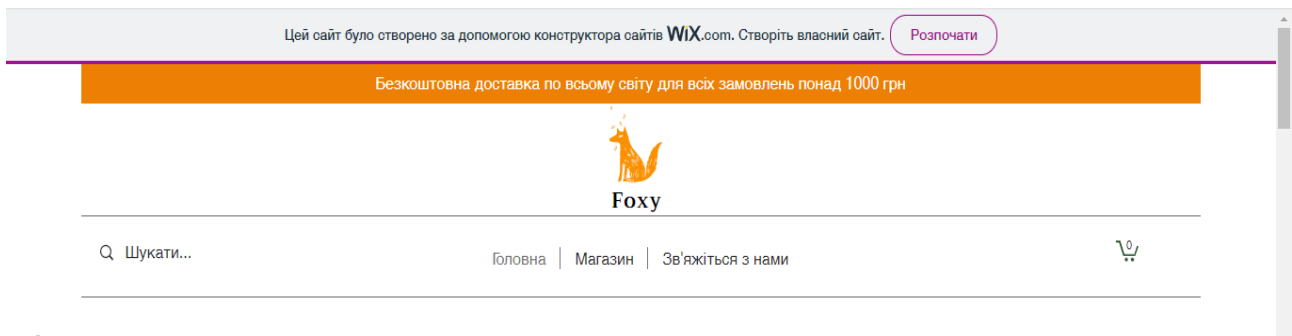 Цей сайт було створено за допомогою конструктора сайтів WiX.com. Створіть власний сайт. Розпочати
Безкоштовна доставка по всьому світу для всіх замовлень понад 1000 грн
Foxy
Шукати...
Головна Магазин Зв'яжіться з нами
0